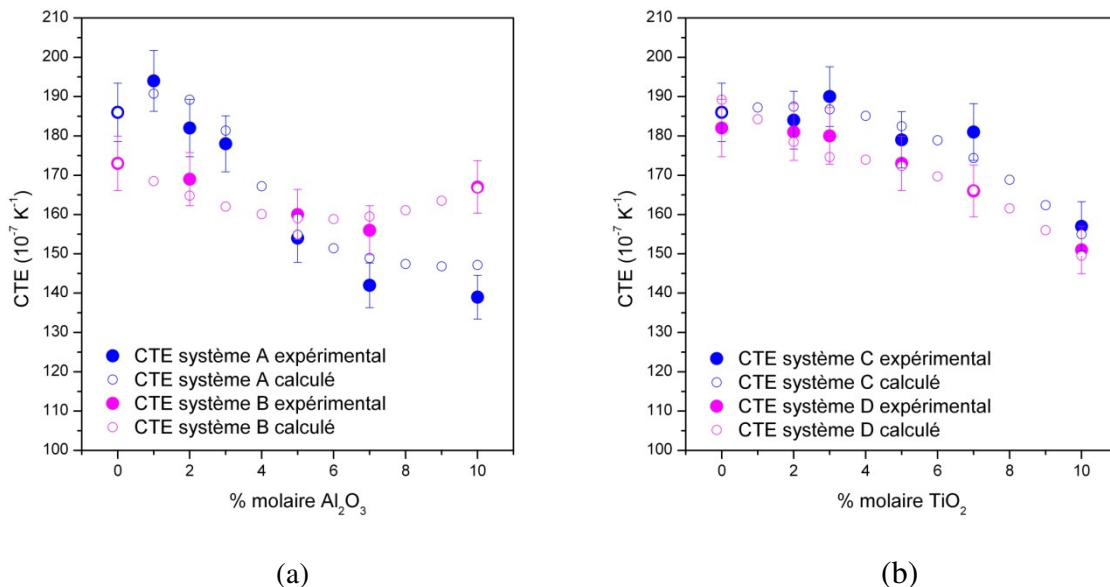 210
200
190
180
170
160
150
140
130
120
110
100
CTE (10⁻⁷ K⁻¹)
CTE système A expérimental
CTE système A calculé
CTE système B expérimental
CTE système B calculé
0 2 4 6 8 10
% molaire Al₂O₃
(a)
210
200
190
180
170
160
150
140
130
120
110
100
CTE (10⁻⁷ K⁻¹)
CTE système C expérimental
CTE système C calculé
CTE système D expérimental
CTE système D calculé
0 2 4 6 8 10
% molaire TiO₂
(b)